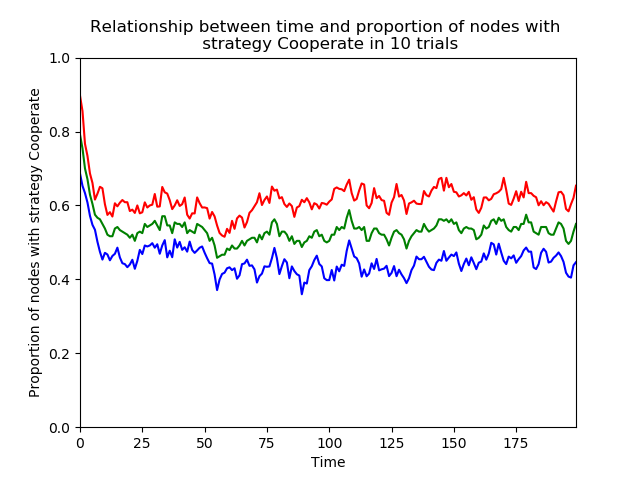 Relationship between time and proportion of nodes with
strategy Cooperate in 10 trials
Proportion of nodes with strategy Cooperate
1.0
0.8
0.6
0.4
0.2
0.0
0 25 50 75 100 125 150 175
Time